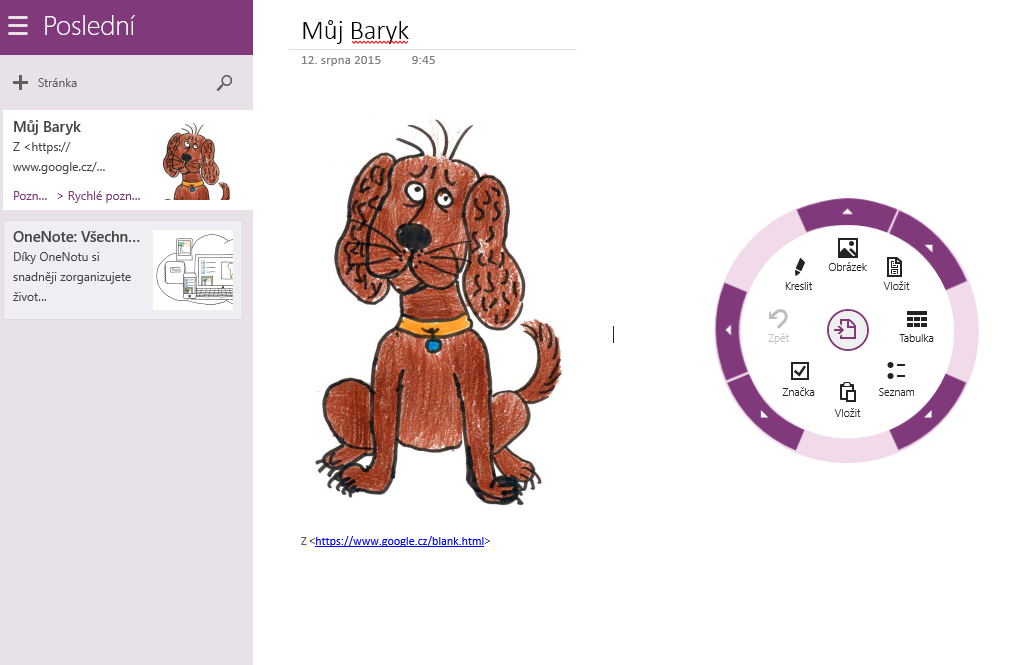 Poslední
Stránka
Můj Baryk
Z <https://
www.google.cz/...
Pozn... > Rychlé pozn...
OneNote: Všechn...
Díky OneNotu si
snadněji zorganizujete
život...
Můj Baryk
12. srpna 2015 9:45
Z <https://www.google.cz/blank.html>
Obrázek
Kreslit
Vložit
Zpět
Tabulka
Značka
Seznam
Vložit